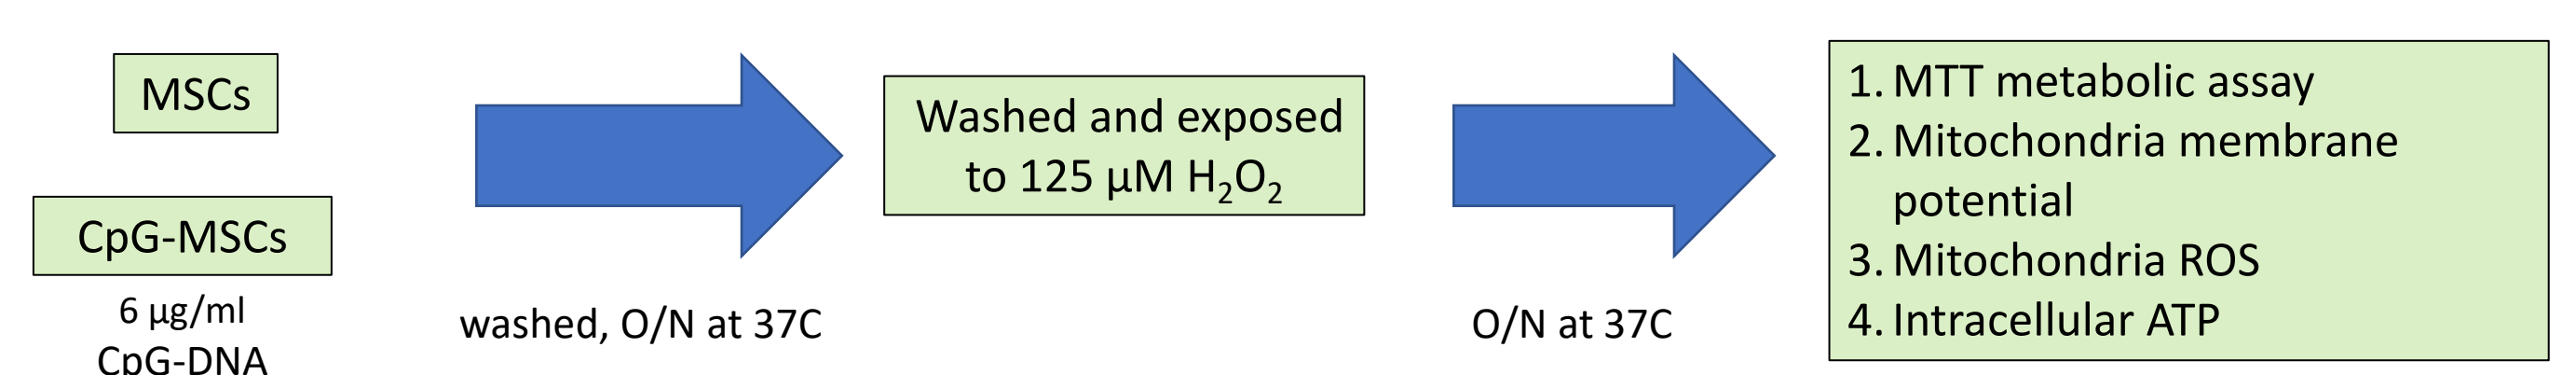 MSCs
CpG-MSCs
6 µg/ml
CpG-DNA
washed, O/N at 37C
Washed and exposed
to 125 µM H₂O₂
O/N at 37C
1. MTT metabolic assay
2. Mitochondria membrane
potential
3. Mitochondria ROS
4. Intracellular ATP